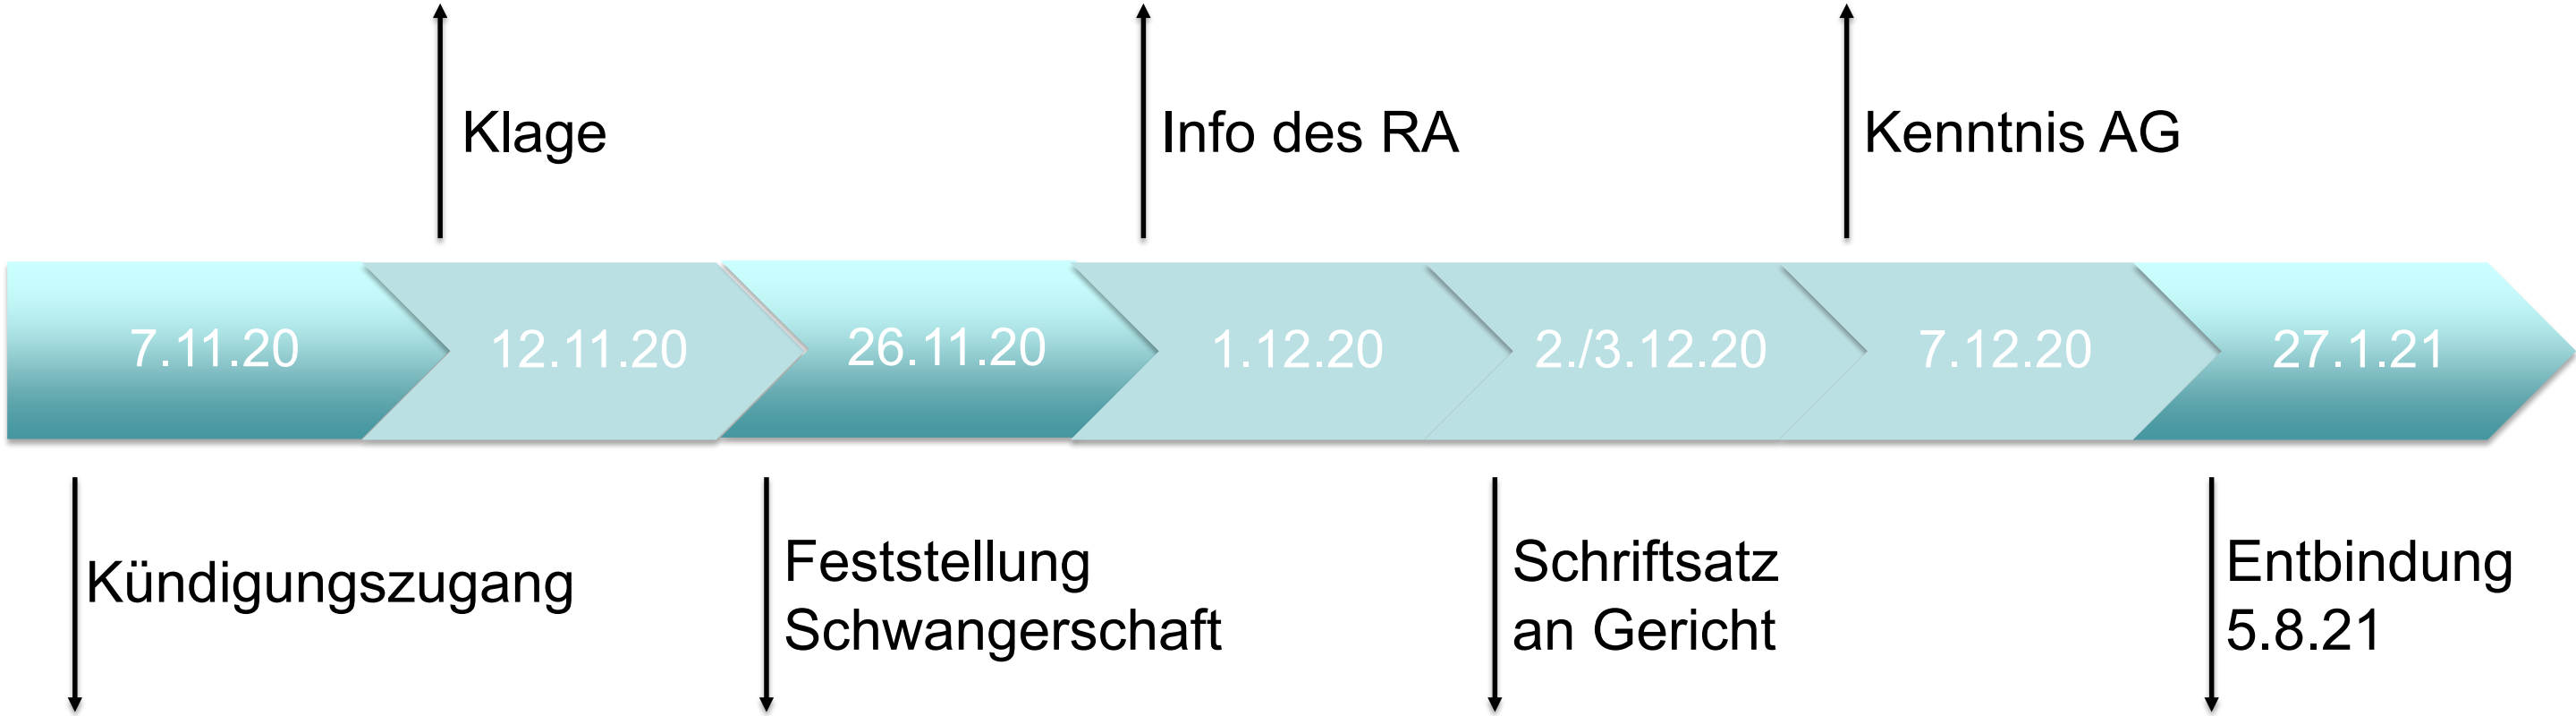 Klage
Info des RA
Kenntnis AG
7.11.20
12.11.20
26.11.20
1.12.20
2./3.12.20
7.12.20
27.1.21
Kündigungszugang
Feststellung
Schwangerschaft
Schriftsatz
an Gericht
Entbindung
5.8.21